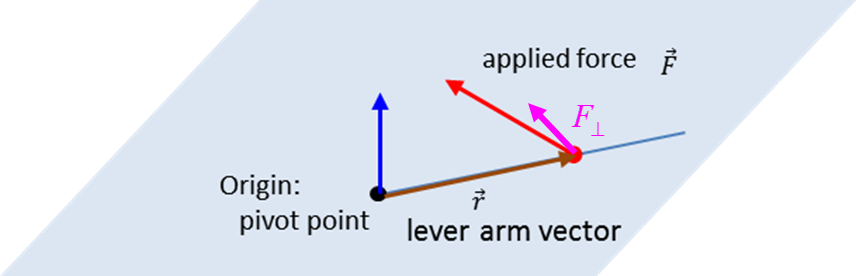 applied force F⃗
F⊥
Origin:
pivot point
r⃗
lever arm vector